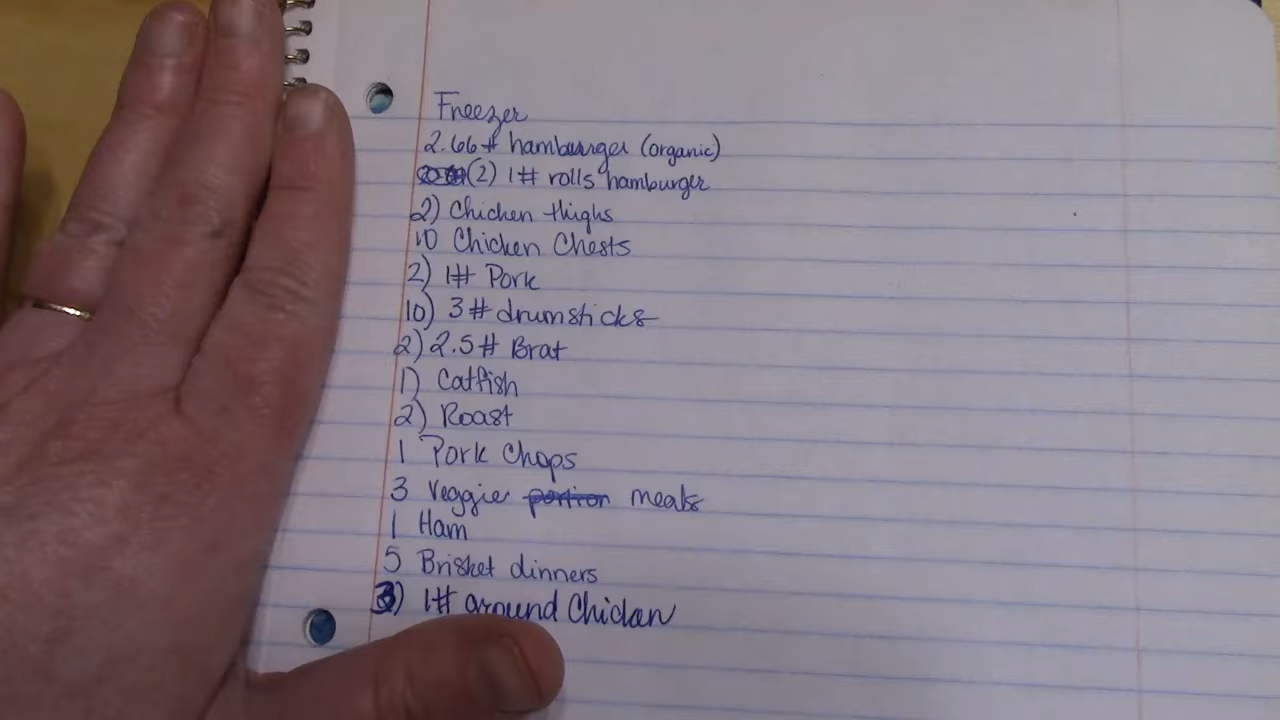 Freezer
2.66# hamburger (organic)
(2) 1# rolls hamburger
2) Chicken thighs
10 Chicken Chests
2) 1# Pork
10) 3# drumsticks
2) 2.5# Brat
1) Catfish
2) Roast
1 Pork Chops
3 Veggie portion meals
1 Ham
5 Brisket dinners
3) 1# ground Chicken